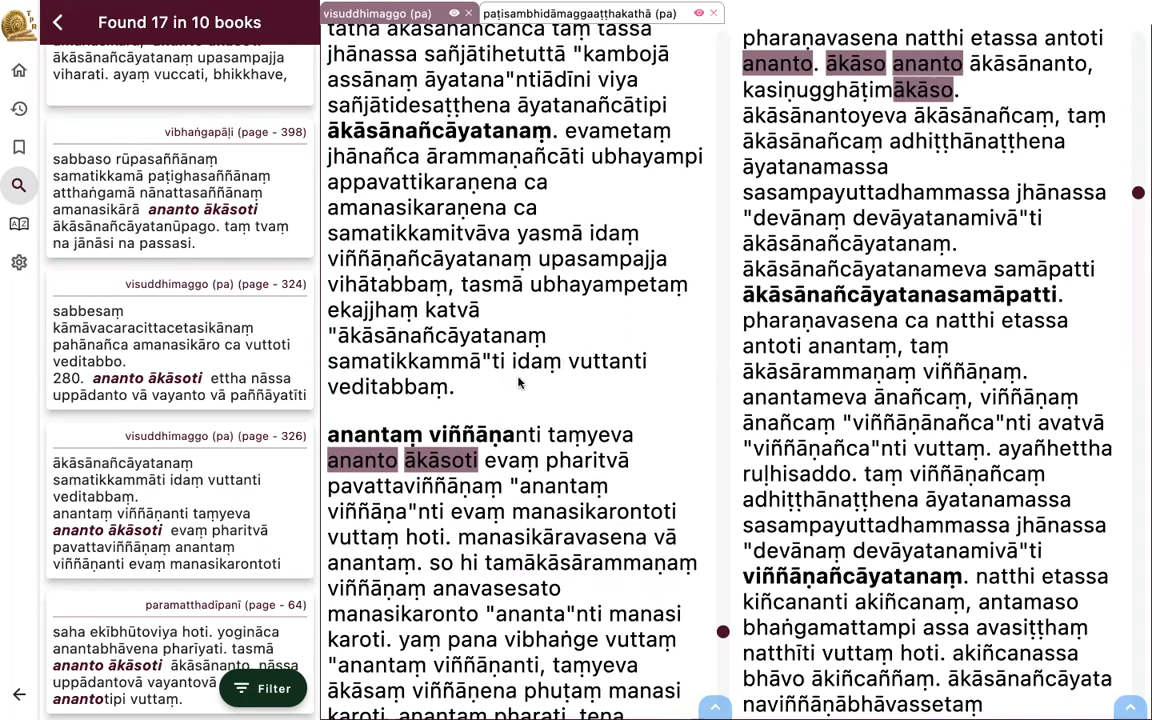 T
P
R
Found 17 in 10 books
visuddhimaggo (pa)
paṭisambhidāmaggaaṭṭhakathā (pa)
ākāsānañcāyatanaṃ upasampajja
viharati. ayaṃ vuccati, bhikkhave,
vibhaṅgapāḷi (page - 398)
sabbaso rūpasaññānaṃ
samatikkamā paṭighasaññānaṃ
atthaṅgamā nānattasaññānaṃ
amanasikārā ananto ākāsoti
ākāsānañcāyatanūpago. taṃ tvaṃ
na jānāsi na passasi.
visuddhimaggo (pa) (page - 324)
sabbesaṃ
kāmāvacaracittacetasikānaṃ
pahānañca amanasikāro ca vuttoti
veditabbo.
280. ananto ākāsoti ettha nāssa
uppādanto vā vayanto vā paññāyatīti
visuddhimaggo (pa) (page - 326)
ākāsānañcāyatanaṃ
samatikkammāti idaṃ vuttanti
veditabbaṃ.
anantaṃ viññāṇanti taṃyeva
ananto ākāsoti evaṃ pharitvā
pavattaviññāṇaṃ anantaṃ
viññāṇanti evaṃ manasikarontoti
paramatthadīpanī (page - 64)
saha ekībhūtoviya hoti. yogināca
anantabhāvena pharīyati. tasmā
ananto ākāsoti ākāsānanto, nāssa
uppādantovā vayantovā
anantotipi vuttaṃ.
Filter
tathā ākāsānañcañca taṃ tassa
jhānassa sañjātihetuttā "kambojā
assānaṃ āyatana"ntiādīni viya
sañjātidesaṭṭhena āyatanañcātipi
ākāsānañcāyatanaṃ. evametaṃ
jhānañca ārammaṇañcāti ubhayampi
appavattikaraṇena ca
amanasikaraṇena ca
samatikkamitvāva yasmā idaṃ
viññāṇañcāyatanaṃ upasampajja
vihātabbaṃ, tasmā ubhayampetaṃ
ekajjhaṃ katvā
"ākāsānañcāyatanaṃ
samatikkammā"ti idaṃ vuttanti
veditabbaṃ.
anantaṃ viññāṇanti taṃyeva
ananto ākāsoti evaṃ pharitvā
pavattaviññāṇaṃ "anantaṃ
viññāṇa"nti evaṃ manasikarontoti
vuttaṃ hoti. manasikāravasena vā
anantaṃ. so hi tamākāsārammaṇaṃ
viññāṇaṃ anavasesato
manasikaronto "ananta"nti manasi
karoti. yaṃ pana vibhaṅge vuttaṃ
"anantaṃ viññāṇanti, taṃyeva
ākāsaṃ viññāṇena phuṭaṃ manasi
karoti, anantaṃ pharati, tena
pharaṇavasena natthi etassa antoti
ananto. ākāso ananto ākāsānanto,
kasiṇugghāṭimākāso.
ākāsānantoyeva ākāsānañcaṃ, taṃ
ākāsānañcaṃ adhiṭṭhānaṭṭhena
āyatanamassa
sasampayuttadhammassa jhānassa
"devānaṃ devāyatanamivā"ti
ākāsānañcāyatanaṃ.
ākāsānañcāyatanameva samāpatti
ākāsānañcāyatanasamāpatti.
pharaṇavasena ca natthi etassa
antoti anantaṃ, taṃ
ākāsārammaṇaṃ viññāṇaṃ.
anantameva ānañcaṃ, viññāṇaṃ
ānañcaṃ "viññāṇānañca"nti avatvā
"viññāṇañca"nti vuttaṃ. ayañhettha
ruḷhisaddo. taṃ viññāṇañcaṃ
adhiṭṭhānaṭṭhena āyatanamassa
sasampayuttadhammassa jhānassa
"devānaṃ devāyatanamivā"ti
viññāṇañcāyatanaṃ. natthi etassa
kiñcananti akiñcanaṃ, antamaso
bhaṅgamattampi assa avasiṭṭhaṃ
natthīti vuttaṃ hoti. akiñcanassa
bhāvo ākiñcaññaṃ. ākāsānañcāyata
naviññāṇābhāvassetaṃ